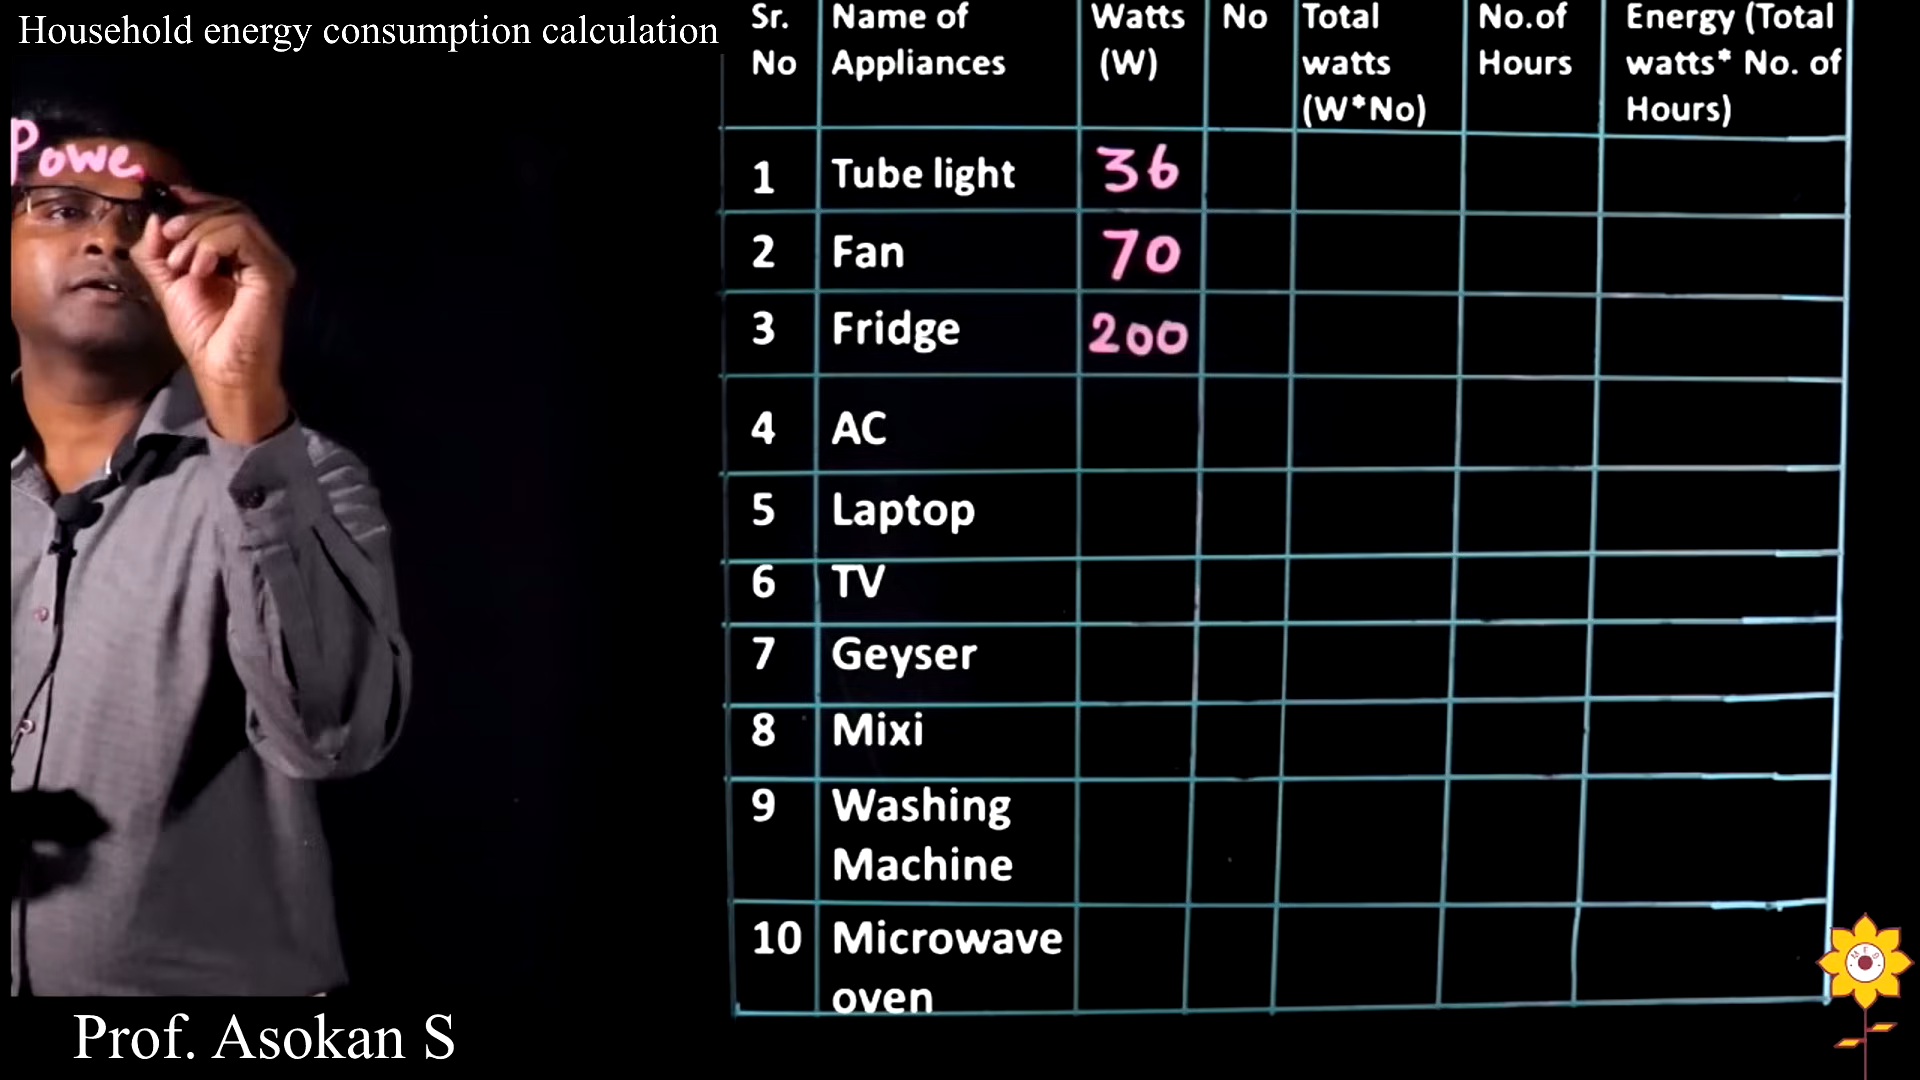 Household energy consumption calculation
Powe
Sr. No
Name of Appliances
Watts (W)
No
Total watts (W*No)
No.of Hours
Energy (Total watts* No. of Hours)
1 Tube light 36
2 Fan 70
3 Fridge 200
4 AC
5 Laptop
6 TV
7 Geyser
8 Mixi
9 Washing Machine
10 Microwave oven
Prof. Asokan S